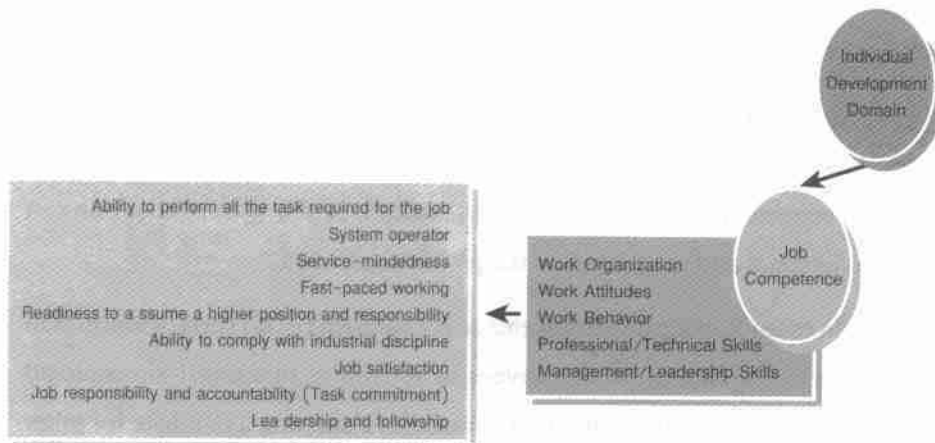 Individual
Development
Domain
Job
Competence
Work Organization
Work Attitudes
Work Behavior
Professional/Technical Skills
Management/Leadership Skills
Ability to perform all the task required for the job
System operator
Service-mindedness
Fast-paced working
Readiness to a ssume a higher position and responsibility
Ability to comply with industrial discipline
Job satisfaction
Job responsibility and accountability (Task commitment)
Lea dership and followship